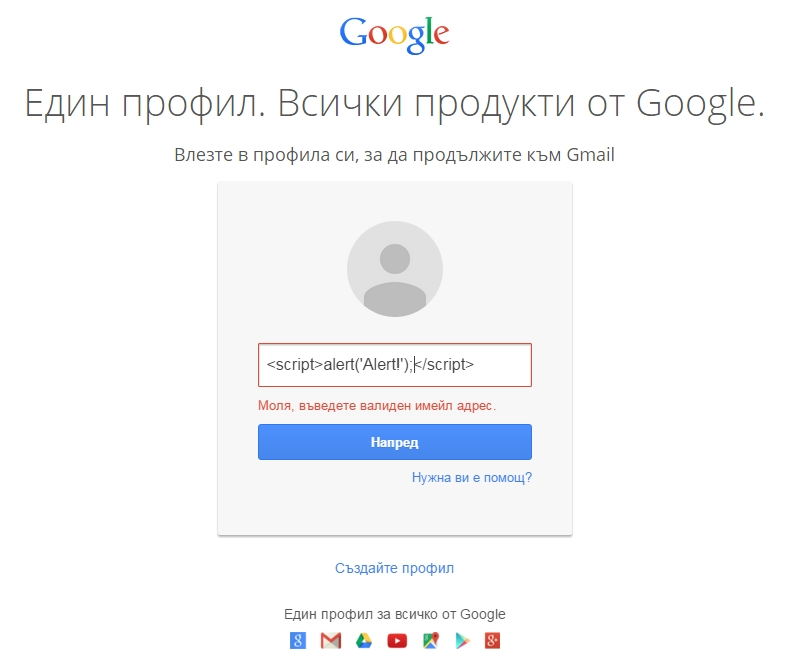 Google
Един профил. Всички продукти от Google.
Влезте в профила си, за да продължите към Gmail
<script>alert('Alert!');</script>
Моля, въведете валиден имейл адрес.
Напред
Нужна ви е помощ?
Създайте профил
Един профил за всичко от Google